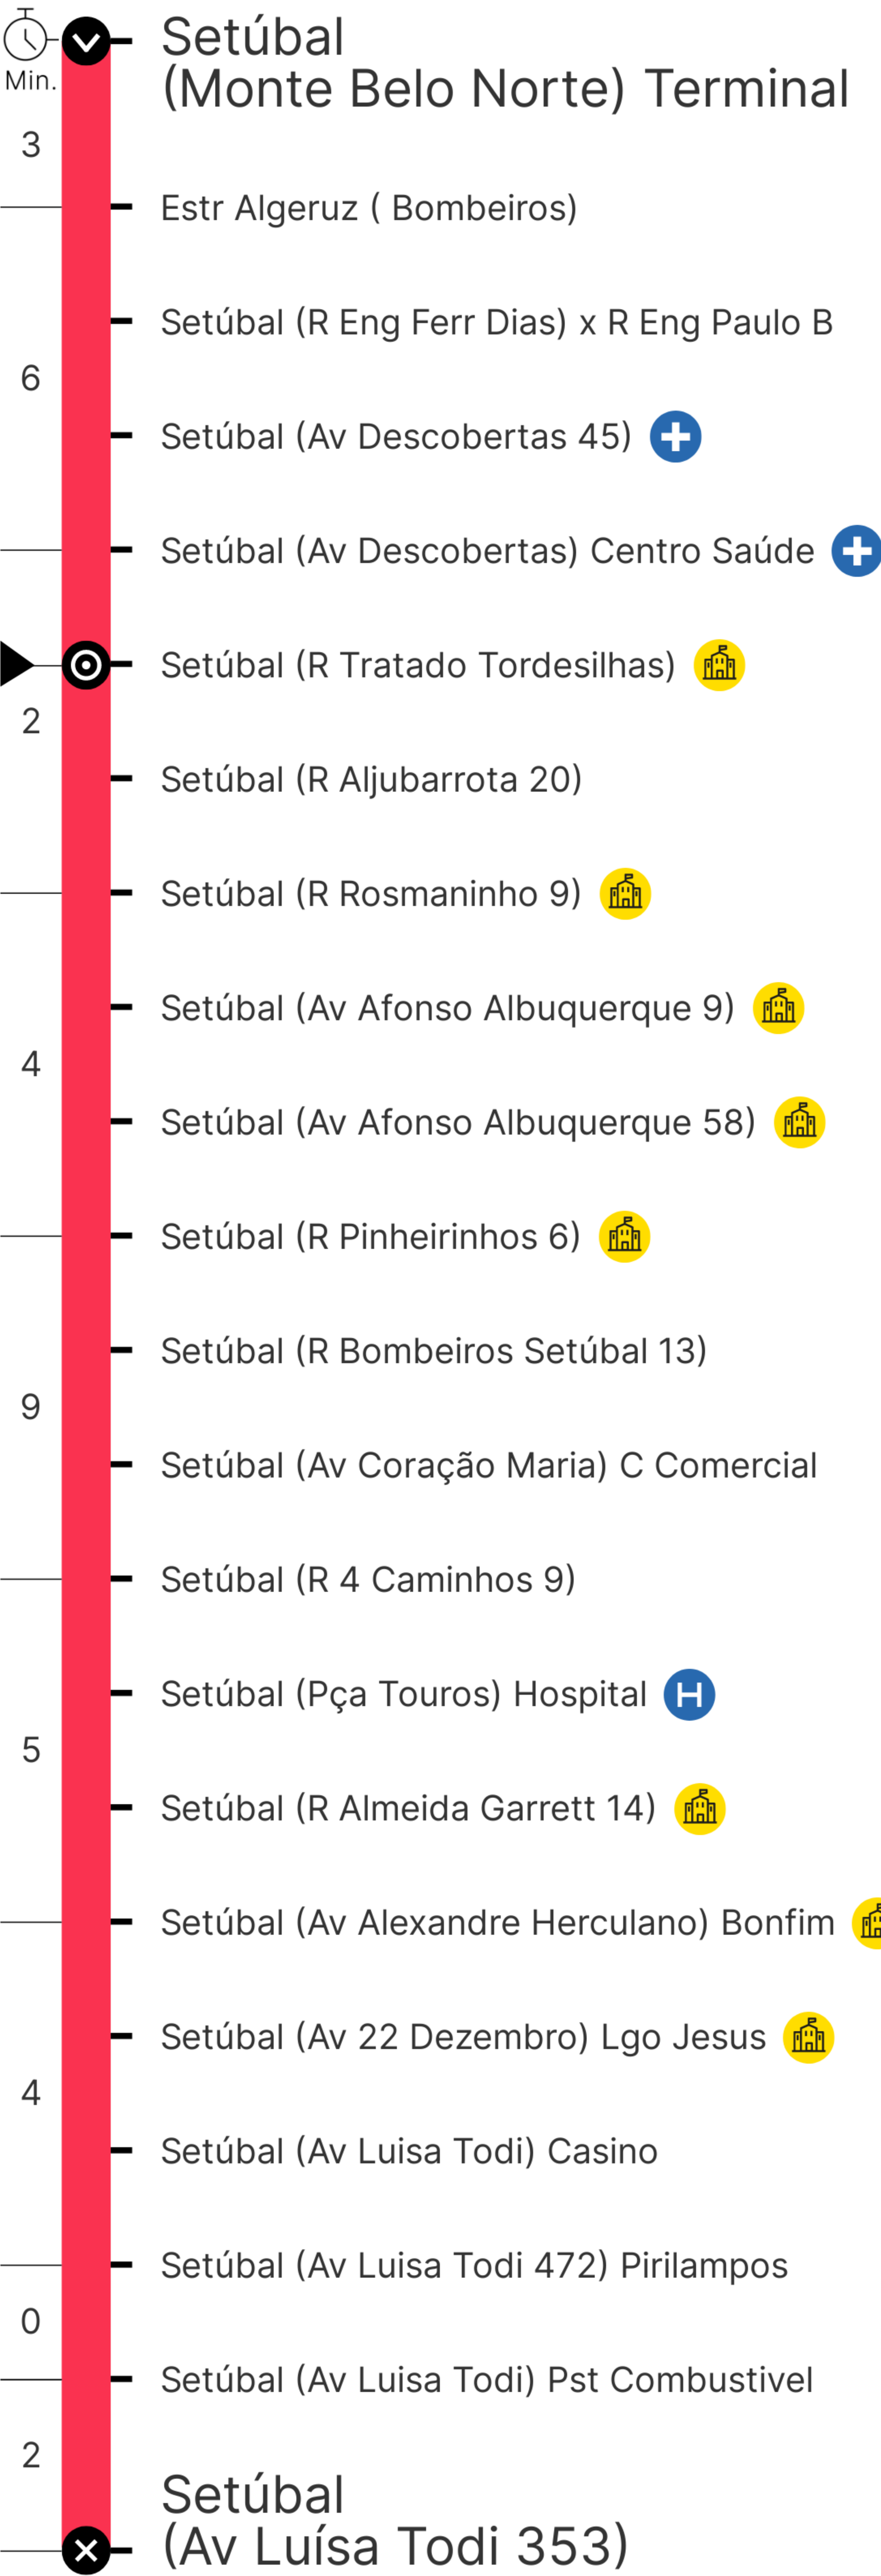 Setúbal
(Monte Belo Norte) Terminal
Min.
3
Estr Algeruz ( Bombeiros)
Setúbal (R Eng Ferr Dias) x R Eng Paulo B
6
Setúbal (Av Descobertas 45)
Setúbal (Av Descobertas) Centro Saúde
Setúbal (R Tratado Tordesilhas)
2
Setúbal (R Aljubarrota 20)
Setúbal (R Rosmaninho 9)
Setúbal (Av Afonso Albuquerque 9)
4
Setúbal (Av Afonso Albuquerque 58)
Setúbal (R Pinheirinhos 6)
Setúbal (R Bombeiros Setúbal 13)
9
Setúbal (Av Coração Maria) C Comercial
Setúbal (R 4 Caminhos 9)
Setúbal (Pça Touros) Hospital H
5
Setúbal (R Almeida Garrett 14)
Setúbal (Av Alexandre Herculano) Bonfim
Setúbal (Av 22 Dezembro) Lgo Jesus
4
Setúbal (Av Luisa Todi) Casino
Setúbal (Av Luisa Todi 472) Pirilampos
0
Setúbal (Av Luisa Todi) Pst Combustivel
2
Setúbal
(Av Luísa Todi 353)